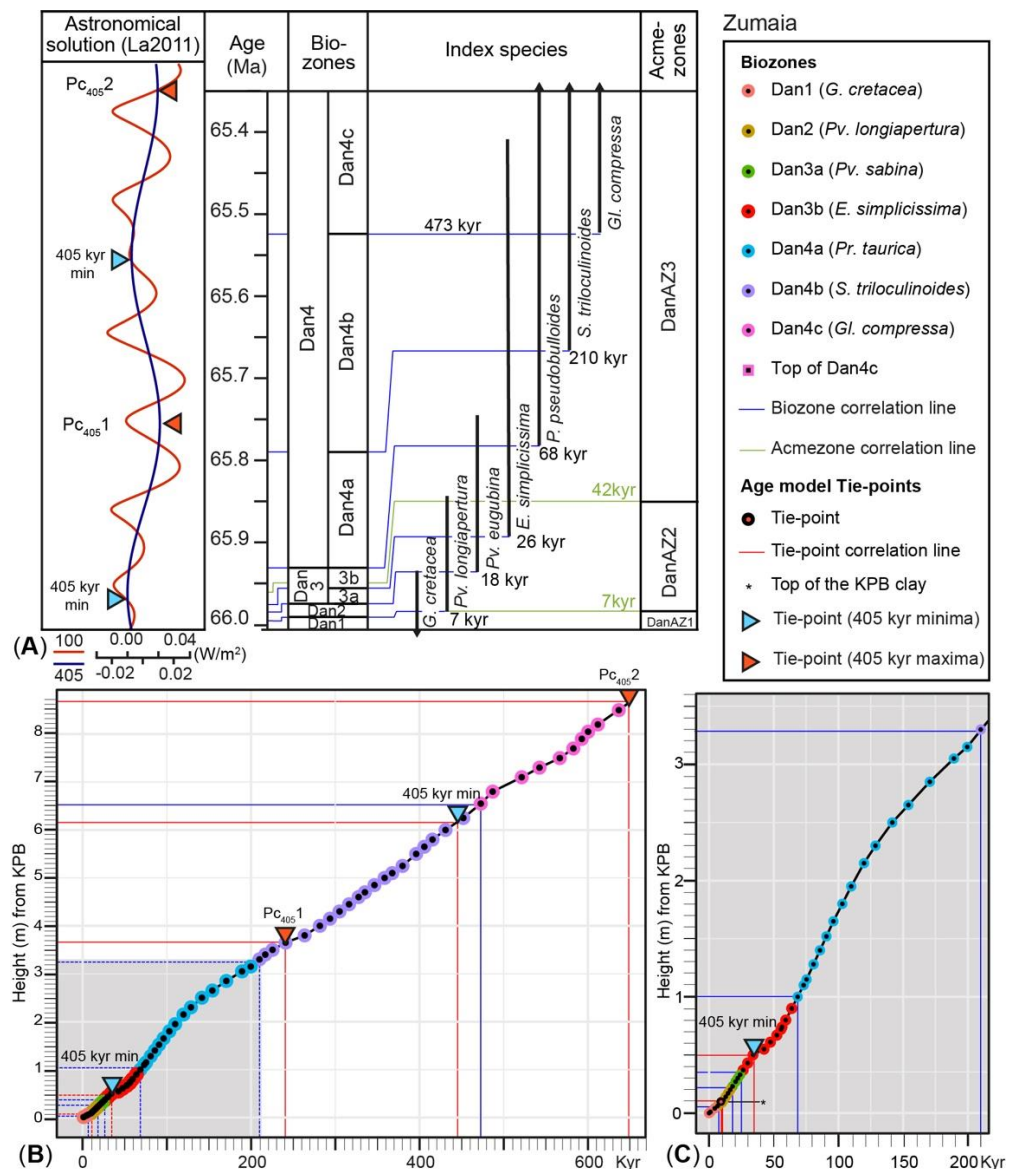 Astronomical
solution (La2011)
Age
(Ma)
Bio-
zones
Index species
Acme-
zones
Pc4052
405 kyr
min
Pc4051
405 kyr
min
65.4
65.5
65.6
65.7
65.8
65.9
66.0
Dan4
Dan4c
Dan4b
Dan4a
Dan
3
3b
3a
Dan2
Dan1
473 kyr
210 kyr
68 kyr
42kyr
26 kyr
18 kyr
7kyr
7 kyr
G. cretacea
Pv. longiapertura
Pv. eugubina
E. simplicissima
P. pseudobulloides
S. triloculinoides
Gl. compressa
DanAZ3
DanAZ2
DanAZ1
(A)
100
405
0.00 0.04
-0.02 0.02
(W/m²)
Zumaia
Biozones
Dan1 (G. cretacea)
Dan2 (Pv. longiapertura)
Dan3a (Pv. sabina)
Dan3b (E. simplicissima)
Dan4a (Pr. taurica)
Dan4b (S. triloculinoides)
Dan4c (Gl. compressa)
Top of Dan4c
Biozone correlation line
Acmezone correlation line
Age model Tie-points
Tie-point
Tie-point correlation line
* Top of the KPB clay
Tie-point (405 kyr minima)
Tie-point (405 kyr maxima)
Pc4052
405 kyr min
Pc4051
405 kyr min
Height (m) from KPB
8
7
6
5
4
3
2
1
0
0 200 400 600 Kyr
(B)
Height (m) from KPB
3
2
1
0
405 kyr min
*
0 50 100 150 200 Kyr
(C)